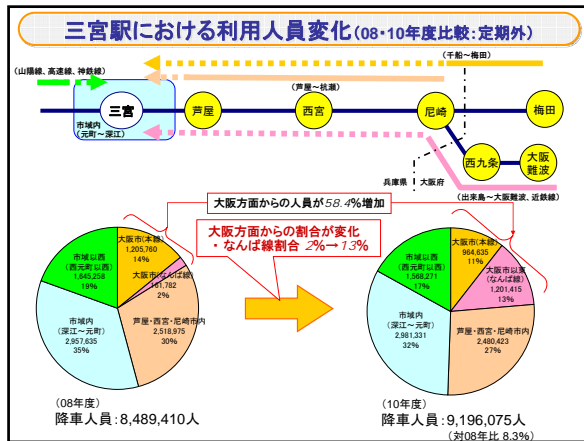 三宮駅における利用人員変化(08・10年度比較:定期外)
(千船～梅田)
(山陽線、高速線、神鉄線)
(芦屋～杭瀬)
三宮
芦屋
西宮
尼崎
梅田
市域内
(元町～深江)
西九条
大阪
難波
兵庫県
大阪府
(出来島～大阪難波、近鉄線)
大阪方面からの人員が58.4%増加
大阪方面からの割合が変化
・なんば線割合 2%→13%
大阪市(本線)
1,205,760
14%
大阪市(なんば線)
161,782
2%
芦屋・西宮・尼崎市内
2,518,975
30%
市域内
(深江～元町)
2,957,635
35%
市域以西
(西元町以西)
1,645,258
19%
大阪市(本線)
964,635
11%
大阪市以東
(なんば線)
1,201,415
13%
芦屋・西宮・尼崎市内
2,480,423
27%
市域内
(深江～元町)
2,981,331
32%
市域以西
(西元町以西)
1,568,271
17%
(08年度)
降車人員:8,489,410人
(10年度)
降車人員:9,196,075人
(対08年比 8.3%)